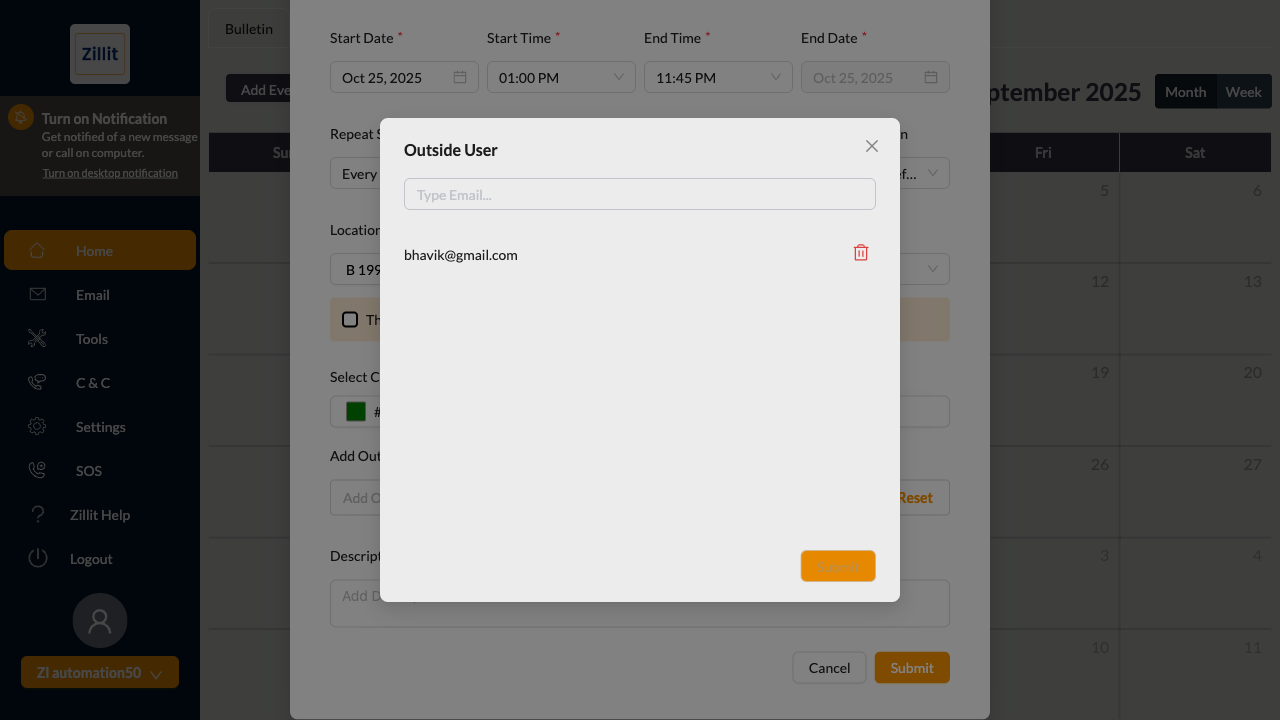 Zillit
Turn on Notification
Get notified of a new message
or call on computer.
Turn on desktop notification
Home
Email
Tools
C & C
Settings
SOS
Zillit Help
Logout
ZI automation50
Bulletin
Add Eve
ptember 2025
Month
Week
Su
Fri
Sat
5
6
12
13
19
20
26
27
3
4
10
11
Start Date *
Start Time *
End Time *
End Date *
Oct 25, 2025
01:00 PM
11:45 PM
Oct 25, 2025
Repeat S
n
Every
ef...
Location
B 199
Th
Select C
#
Add Out
Add O
Reset
Descript
Add D
Cancel
Submit
Outside User
Type Email...
bhavik@gmail.com
Submit